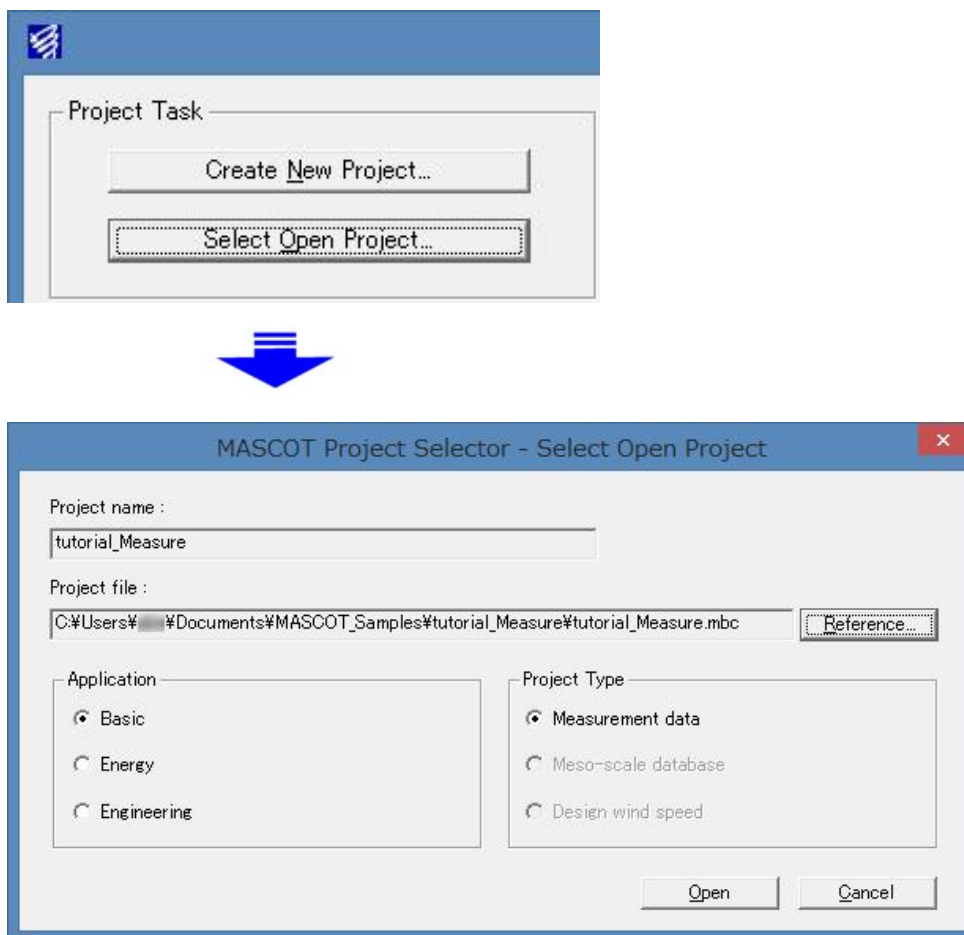 Project Task
Create New Project...
Select Open Project...
MASCOT Project Selector - Select Open Project
Project name :
tutorial_Measure
Project file :
C:¥Users¥ ¥Documents¥MASCOT_Samples¥tutorial_Measure¥tutorial_Measure.mbc Reference...
Application Project Type
Basic Measurement data
Energy Meso-scale database
Engineering Design wind speed
Open Cancel